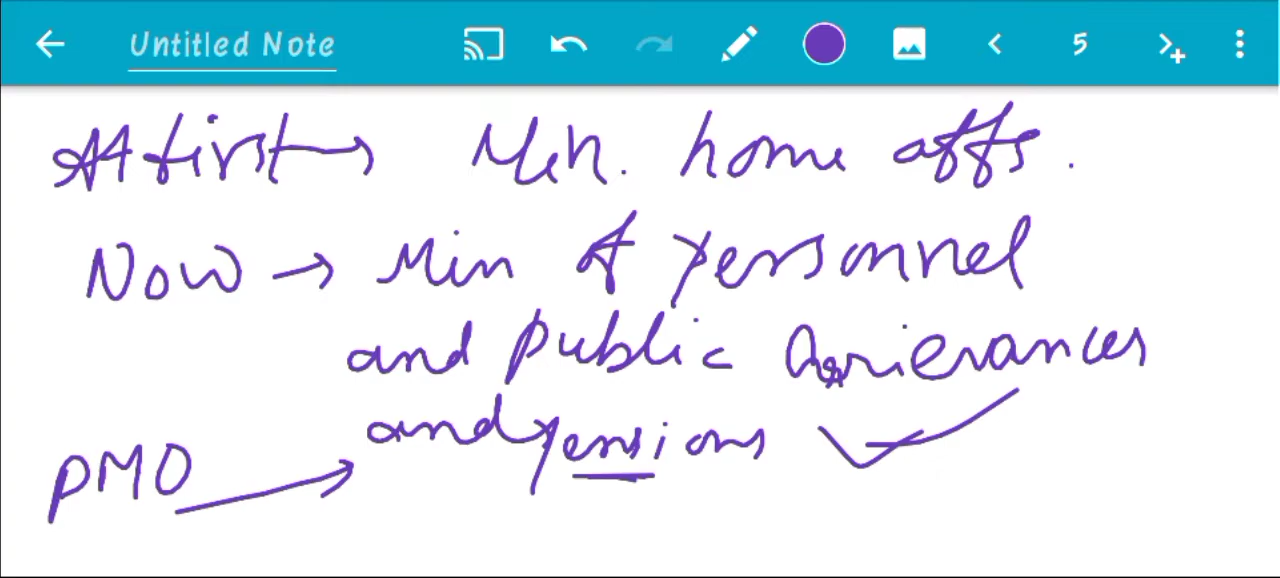 Untitled Note 5
At first → Min. home affs.
Now → Min of personnel
and public Grievances
and pensions
PMO →